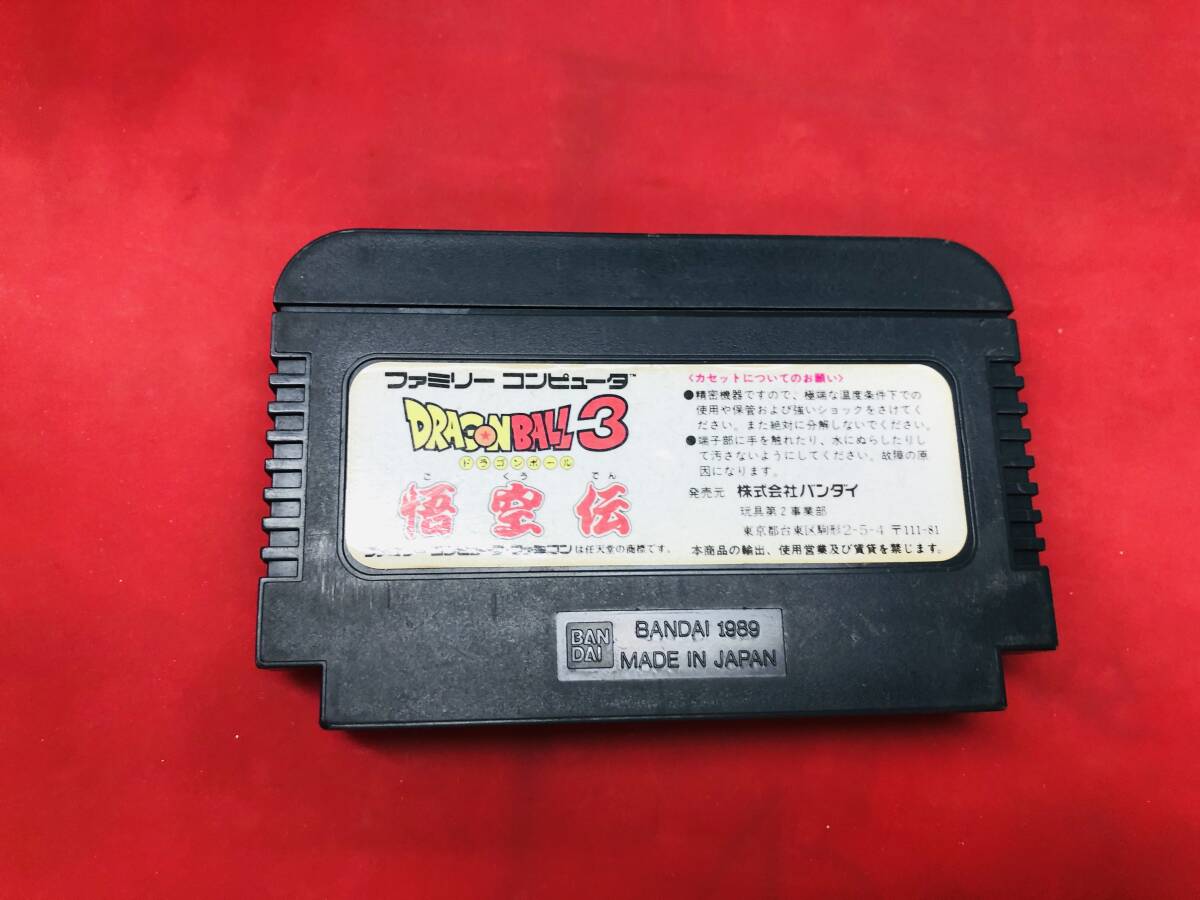 ファミリー コンピュータ™
DRAGON BALL 3
ドラゴンボール
ご くう でん
悟空伝
ファミリーコンピュータ・ファミコンは任天堂の商標です。
〈カセットについてのお願い〉
●精密機器ですので、極端な温度条件下での
使用や保管および強いショックをさけてく
ださい。また絶対に分解しないでください。
●端子部に手を触れたり、水にぬらしたりし
て汚さないようにしてください。故障の原
因になります。
発売元 株式会社バンダイ
玩具第2事業部
東京都台東区駒形2-5-4 〒111-81
本商品の輸出、使用営業及び賃貸を禁じます。
BAN
DAI
BANDAI 1989
MADE IN JAPAN